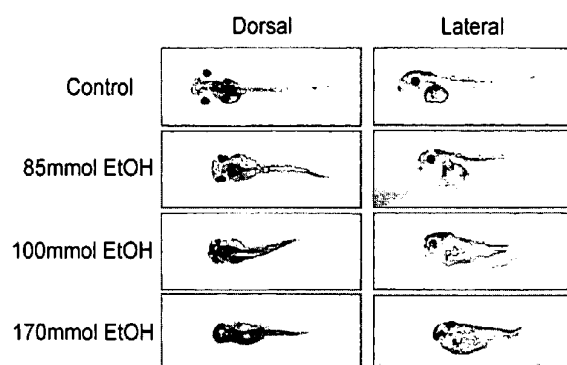 Dorsal Lateral
Control
85mmol EtOH
100mmol EtOH
170mmol EtOH